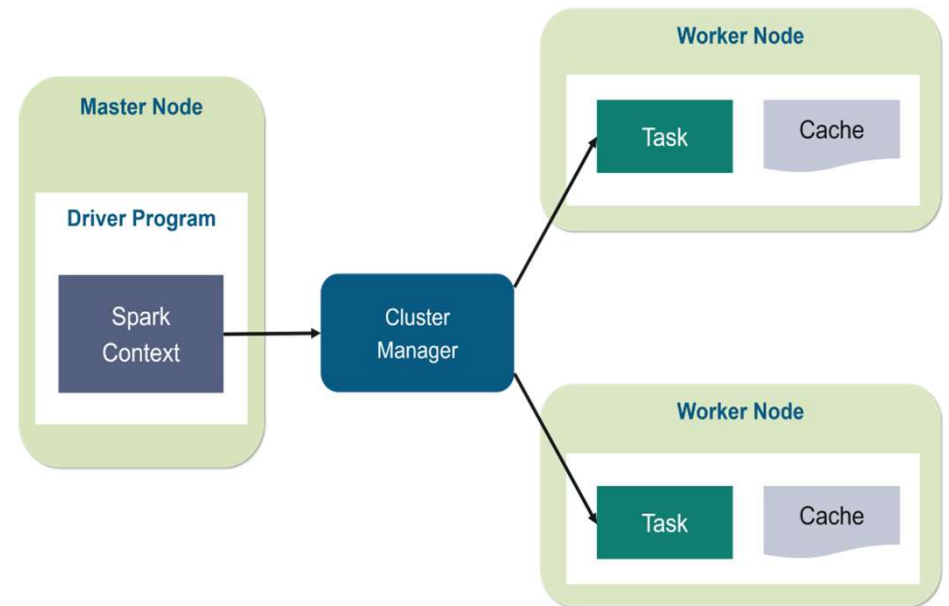 Master Node
Driver Program
Spark
Context
Cluster
Manager
Worker Node
Task
Cache
Worker Node
Task
Cache